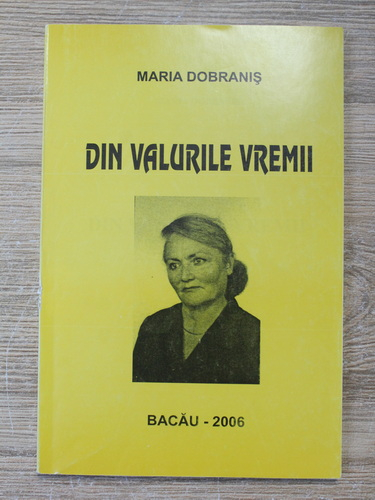 MARIA DOBRANIŞ
DIN VALURILE VREMII
BACĂU - 2006